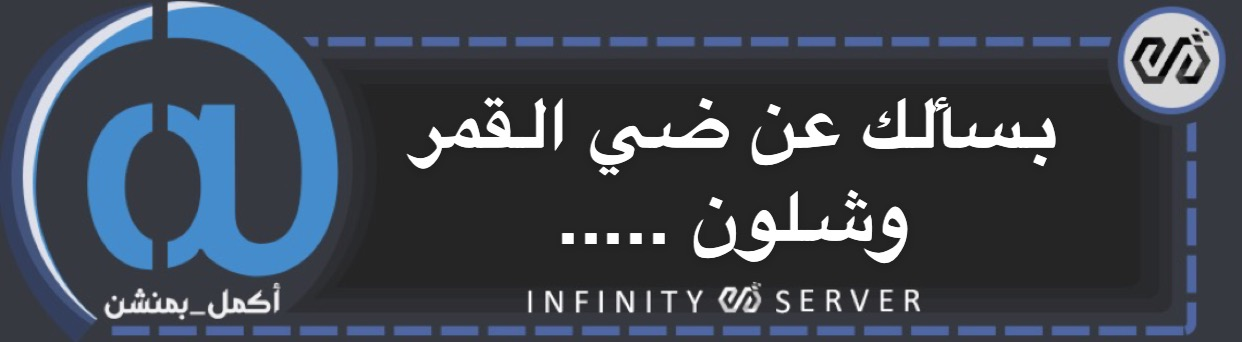 بسألك عن ضي القمر
وشلون .....
أكمل_بمنشن
INFINITY SERVER